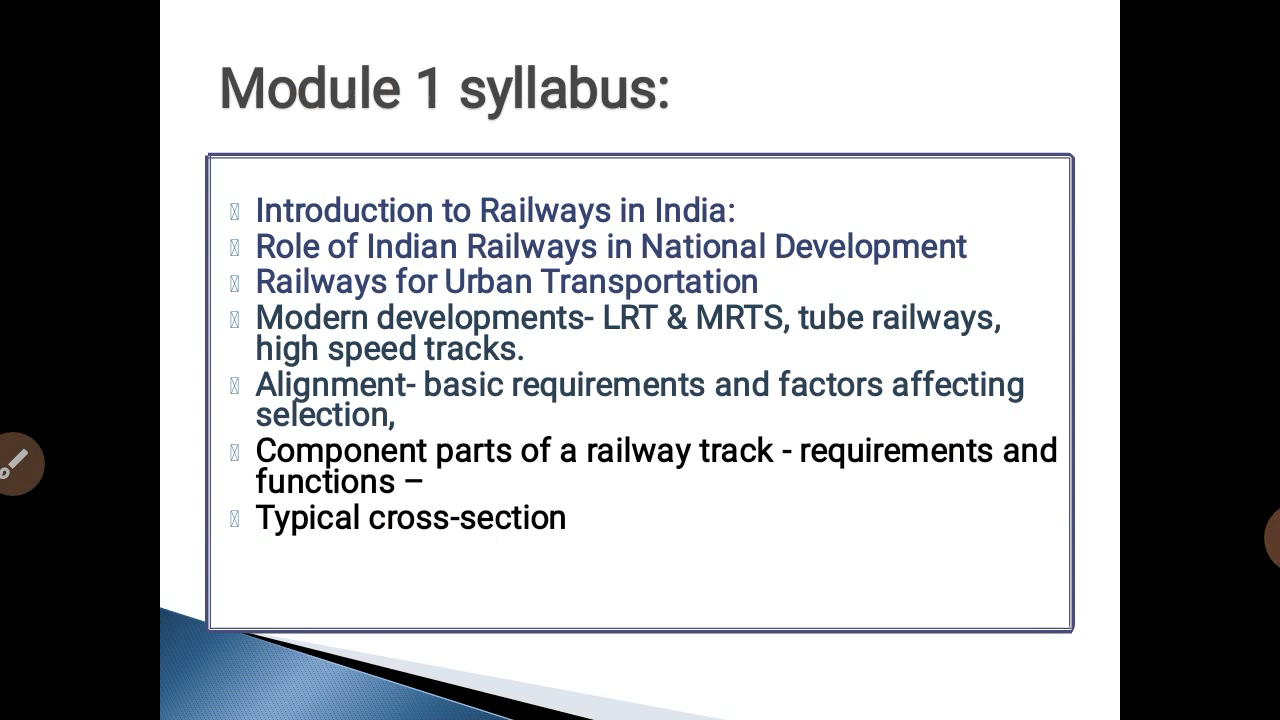 Module 1 syllabus:
Introduction to Railways in India:
Role of Indian Railways in National Development
Railways for Urban Transportation
Modern developments- LRT & MRTS, tube railways,
high speed tracks.
Alignment- basic requirements and factors affecting
selection,
Component parts of a railway track - requirements and
functions –
Typical cross-section